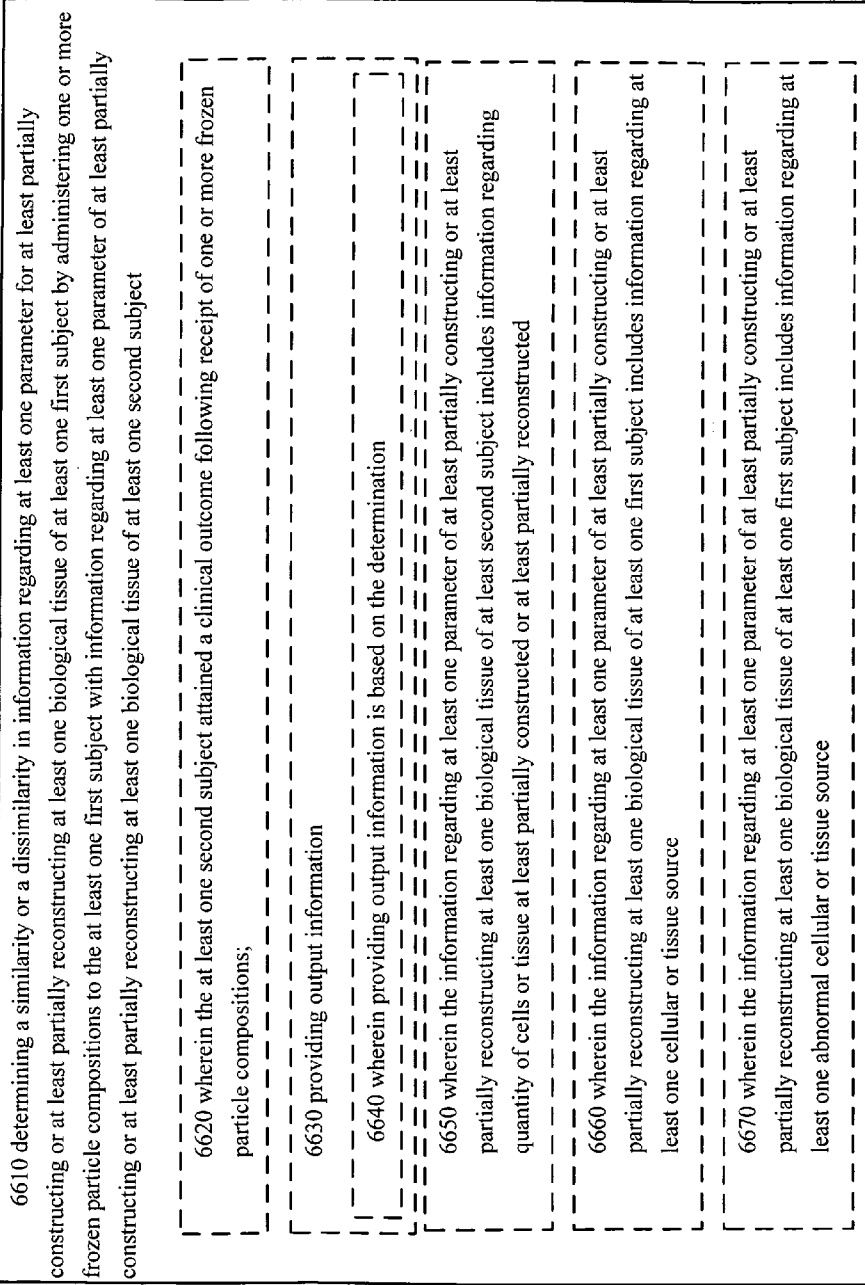 6610 determining a similarity or a dissimilarity in information regarding at least one parameter for at least partially
constructing or at least partially reconstructing at least one biological tissue of at least one first subject by administering one or more
frozen particle compositions to the at least one first subject with information regarding at least one parameter of at least partially
constructing or at least partially reconstructing at least one biological tissue of at least one second subject
6620 wherein the at least one second subject attained a clinical outcome following receipt of one or more frozen
particle compositions;
6630 providing output information
6640 wherein providing output information is based on the determination
6650 wherein the information regarding at least one parameter of at least partially constructing or at least
partially reconstructing at least one biological tissue of at least second subject includes information regarding
quantity of cells or tissue at least partially constructed or at least partially reconstructed
6660 wherein the information regarding at least one parameter of at least partially constructing or at least
partially reconstructing at least one biological tissue of at least one first subject includes information regarding at
least one cellular or tissue source
6670 wherein the information regarding at least one parameter of at least partially constructing or at least
partially reconstructing at least one biological tissue of at least one first subject includes information regarding at
least one abnormal cellular or tissue source